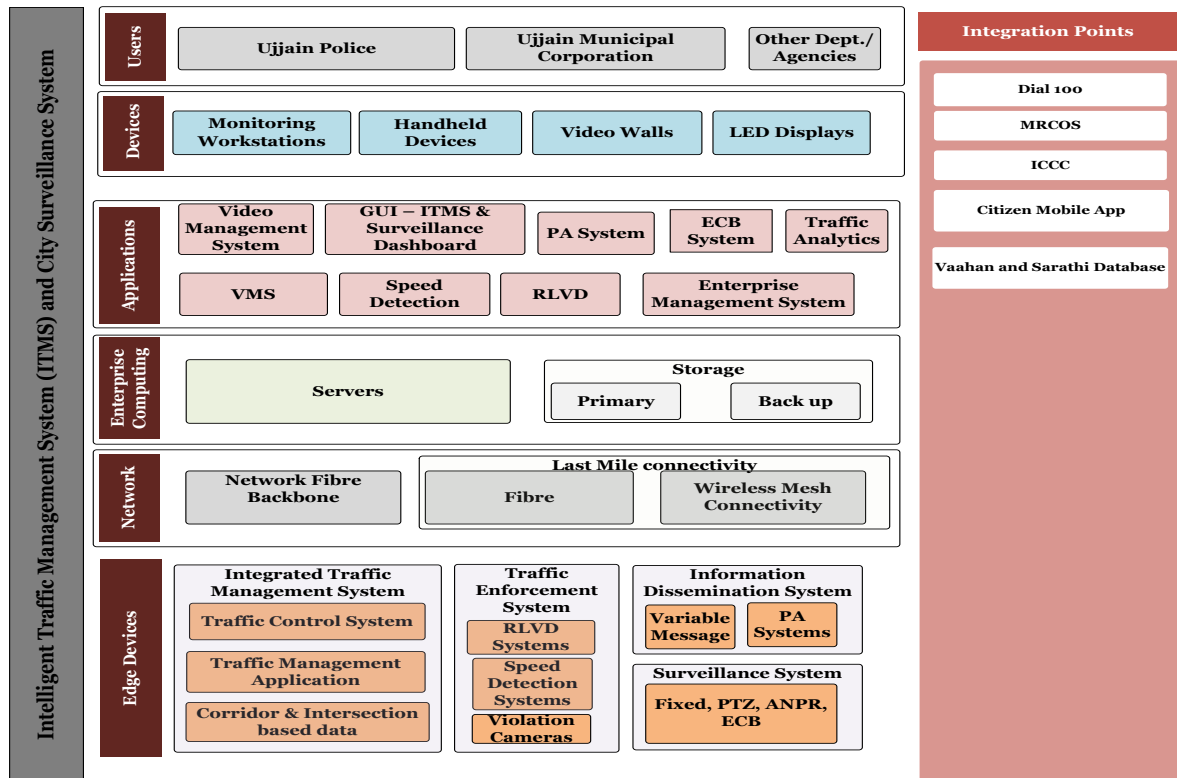 Intelligent Traffic Management System (ITMS) and City Surveillance System
Users
Ujjain Police
Ujjain Municipal
Corporation
Other Dept./
Agencies
Devices
Monitoring
Workstations
Handheld
Devices
Video Walls
LED Displays
Applications
Video
Management
System
GUI – ITMS &
Surveillance
Dashboard
PA System
ECB
System
Traffic
Analytics
VMS
Speed
Detection
RLVD
Enterprise
Management System
Enterprise
Computing
Servers
Storage
Primary
Back up
Network
Network Fibre
Backbone
Last Mile connectivity
Fibre
Wireless Mesh
Connectivity
Edge Devices
Integrated Traffic
Management System
Traffic Control System
Traffic Management
Application
Corridor & Intersection
based data
Traffic
Enforcement
System
RLVD
Systems
Speed
Detection
Systems
Violation
Cameras
Information
Dissemination System
Variable
Message
PA
Systems
Surveillance System
Fixed, PTZ, ANPR,
ECB
Integration Points
Dial 100
MRCOS
ICCC
Citizen Mobile App
Vaahan and Sarathi Database